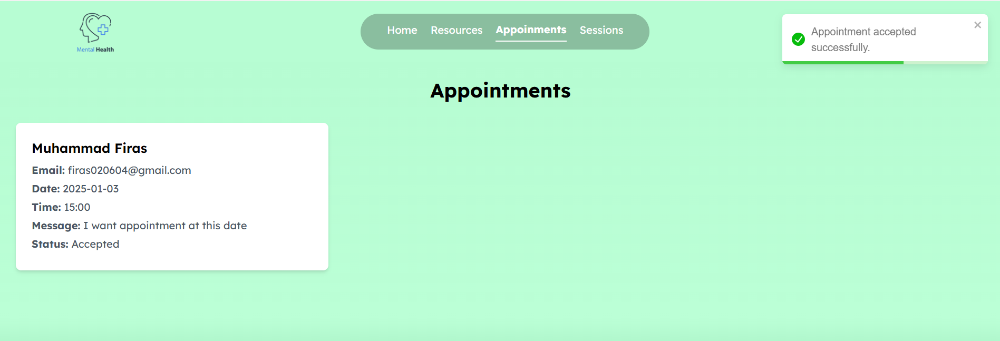 Mental Health
Home Resources Appoinments Sessions
Appointment accepted
successfully.
Appointments
Muhammad Firas
Email: firas020604@gmail.com
Date: 2025-01-03
Time: 15:00
Message: I want appointment at this date
Status: Accepted